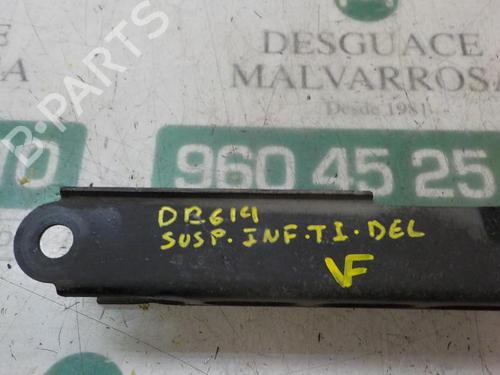 DESGUACE
MALVARROSA
Desde 1981
B-PARTS
960 45 25
DR614
SUSP. INF. T I. DEL
VF